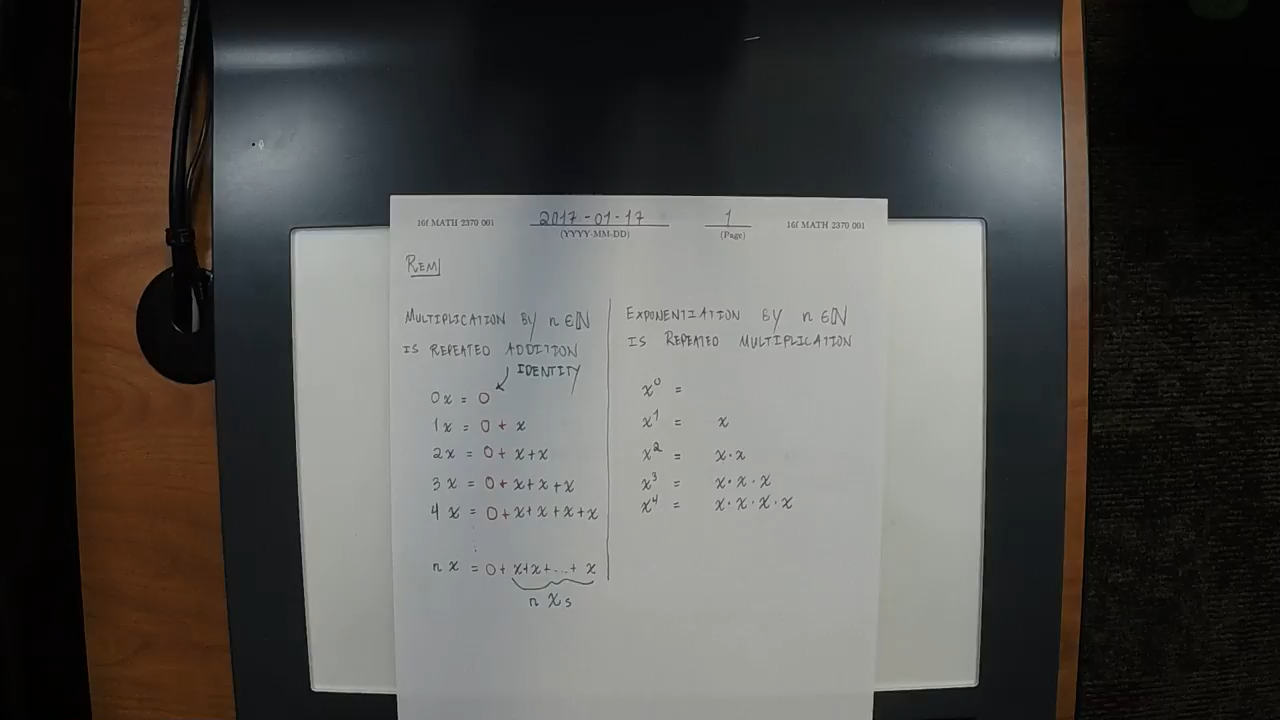 16f MATH 2370 001 2017-01-17 1 16f MATH 2370 001
(YYYY-MM-DD) (Page)
REM
MULTIPLICATION BY n ∈ ℕ
IS REPEATED ADDITION
IDENTITY
0x = 0
1x = 0 + x
2x = 0 + x+x
3x = 0+x+x+x
4x = 0+x+x+x+x
⋮
nx = 0+ x+x+...+ x
n xs
EXPONENTIATION BY n ∈ ℕ
IS REPEATED MULTIPLICATION
x⁰ =
x¹ = x
x² = x·x
x³ = x·x·x
x⁴ = x·x·x·x